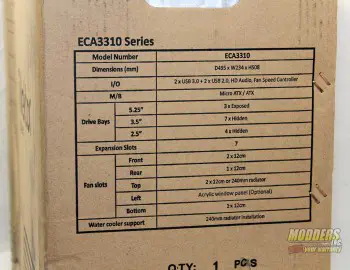 ECA3310 Series
Model Number ECA3310
Dimensions (mm) D485 x W234 x H508
I/O 2 x USB 3.0 + 2 x USB 2.0, HD Audio, Fan Speed Controller
M/B Micro ATX / ATX
Drive Bays 5.25" 3 x Exposed
3.5" 7 x Hidden
2.5" 4 x Hidden
Expansion Slots 7
Fan slots Front 2 x 12cm
Rear 1 x 12cm
Top 2 x 12cm or 240mm radiator
Left Acrylic window panel (Optional)
Bottom 1 x 12cm
Water cooler support 240mm radiator installation
Q'TY: 1 PCS
MODDERS